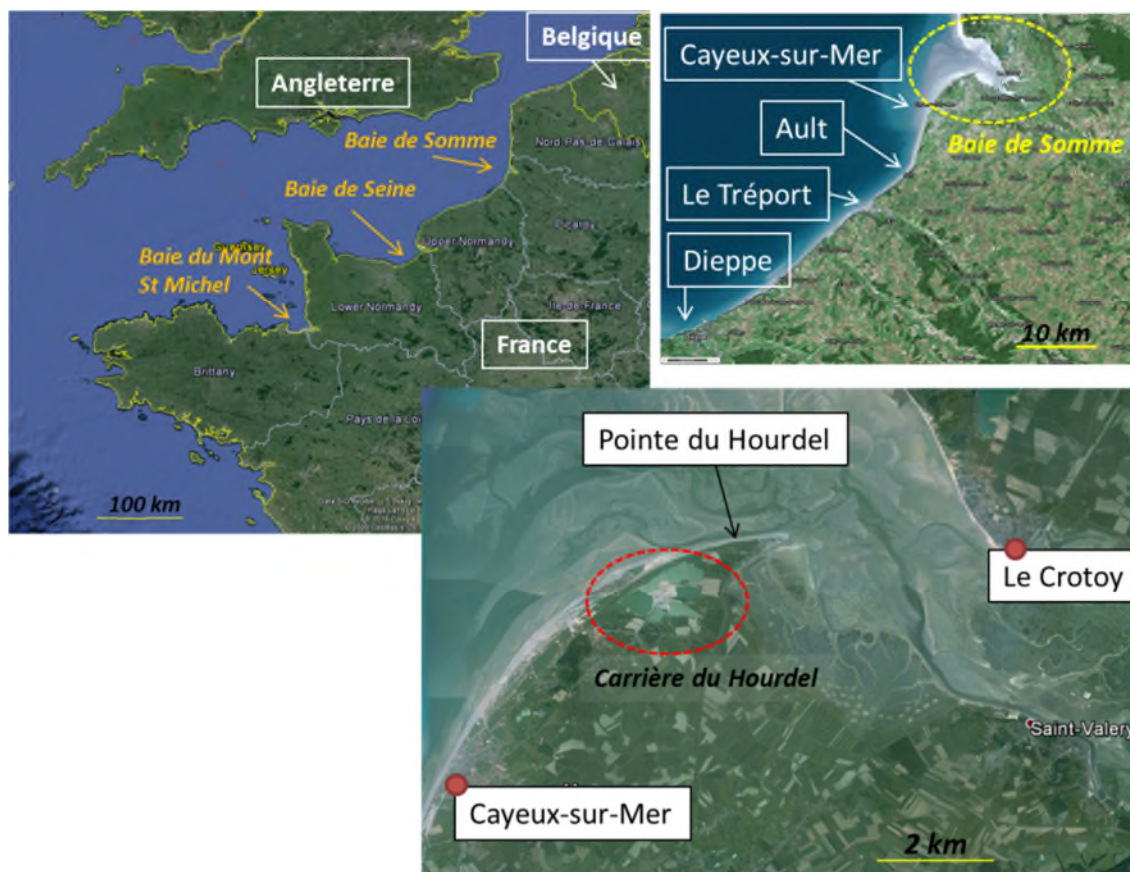 Belgique
Angleterre
Baie de Somme
Nord Pas de Calais
Baie de Seine
Picardy
Upper Normandy
Guernsey
Baie du Mont
Jersey
St Michel
Lower Normandy
Ile-de-France
France
Brittany
Pays de la Loi
100 km
Cayeux-sur-Mer
Ault
Baie de Somme
Le Tréport
Dieppe
10 km
Pointe du Hourdel
Le Crotoy
Carrière du Hourdel
Saint-Valery
Cayeux-sur-Mer
2 km